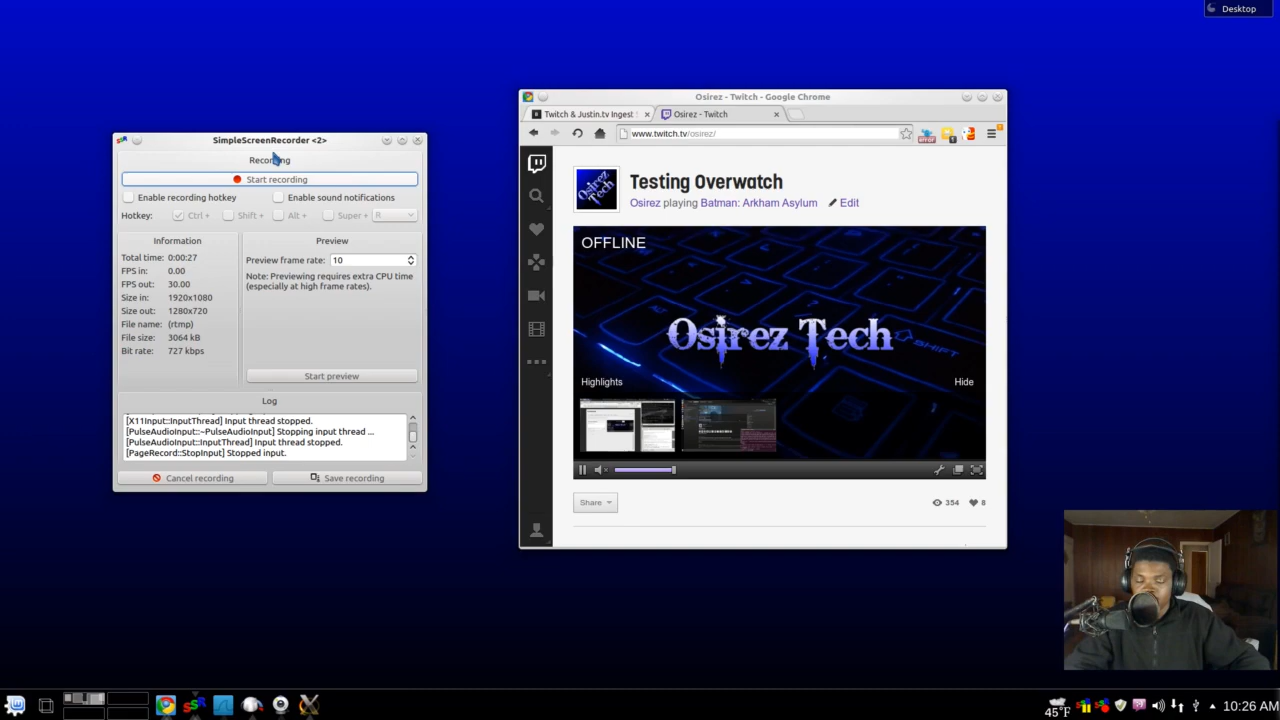 Desktop
SimpleScreenRecorder <2>
Recording
Start recording
Enable recording hotkey
Enable sound notifications
Hotkey:
Ctrl +
Shift +
Alt +
Super +
R
Information
Total time: 0:00:27
FPS in: 0.00
FPS out: 30.00
Size in: 1920x1080
Size out: 1280x720
File name: (rtmp)
File size: 3064 kB
Bit rate: 727 kbps
Preview
Preview frame rate: 10
Note: Previewing requires extra CPU time
(especially at high frame rates).
Start preview
Log
[X11Input::InputThread] Input thread stopped.
[PulseAudioInput::~PulseAudioInput] Stopping input thread ...
[PulseAudioInput::InputThread] Input thread stopped.
[PageRecord::StopInput] Stopped input.
Cancel recording
Save recording
Osirez - Twitch - Google Chrome
Twitch & Justin.tv Ingest
Osirez - Twitch
www.twitch.tv/osirez/
error
Osirez
Tech
Testing Overwatch
Osirez playing Batman: Arkham Asylum
Edit
OFFLINE
Osirez Tech
SHIFT
Highlights
Hide
Share
354
8
45°F
10:26 AM